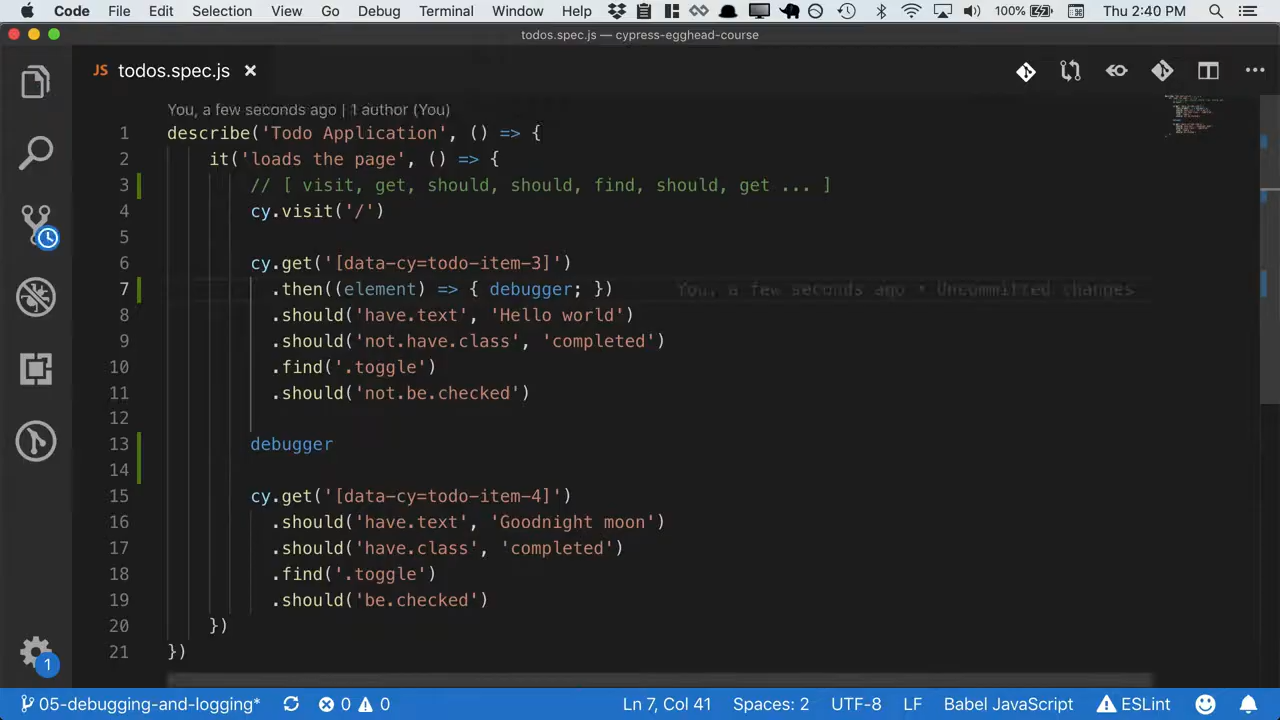 Code File Edit Selection View Go Debug Terminal Window Help 100% Thu 2:40 PM
todos.spec.js — cypress-egghead-course
JS todos.spec.js ×
You, a few seconds ago | 1 author (You)
1 describe('Todo Application', () => {
2 it('loads the page', () => {
3 // [ visit, get, should, should, find, should, get ... ]
4 cy.visit('/')
5
6 cy.get('[data-cy=todo-item-3]')
7 .then((element) => { debugger; }) You, a few seconds ago • Uncommitted changes
8 .should('have.text', 'Hello world')
9 .should('not.have.class', 'completed')
10 .find('.toggle')
11 .should('not.be.checked')
12
13 debugger
14
15 cy.get('[data-cy=todo-item-4]')
16 .should('have.text', 'Goodnight moon')
17 .should('have.class', 'completed')
18 .find('.toggle')
19 .should('be.checked')
20 })
21 })
1
05-debugging-and-logging* 0 0 Ln 7, Col 41 Spaces: 2 UTF-8 LF Babel JavaScript ESLint